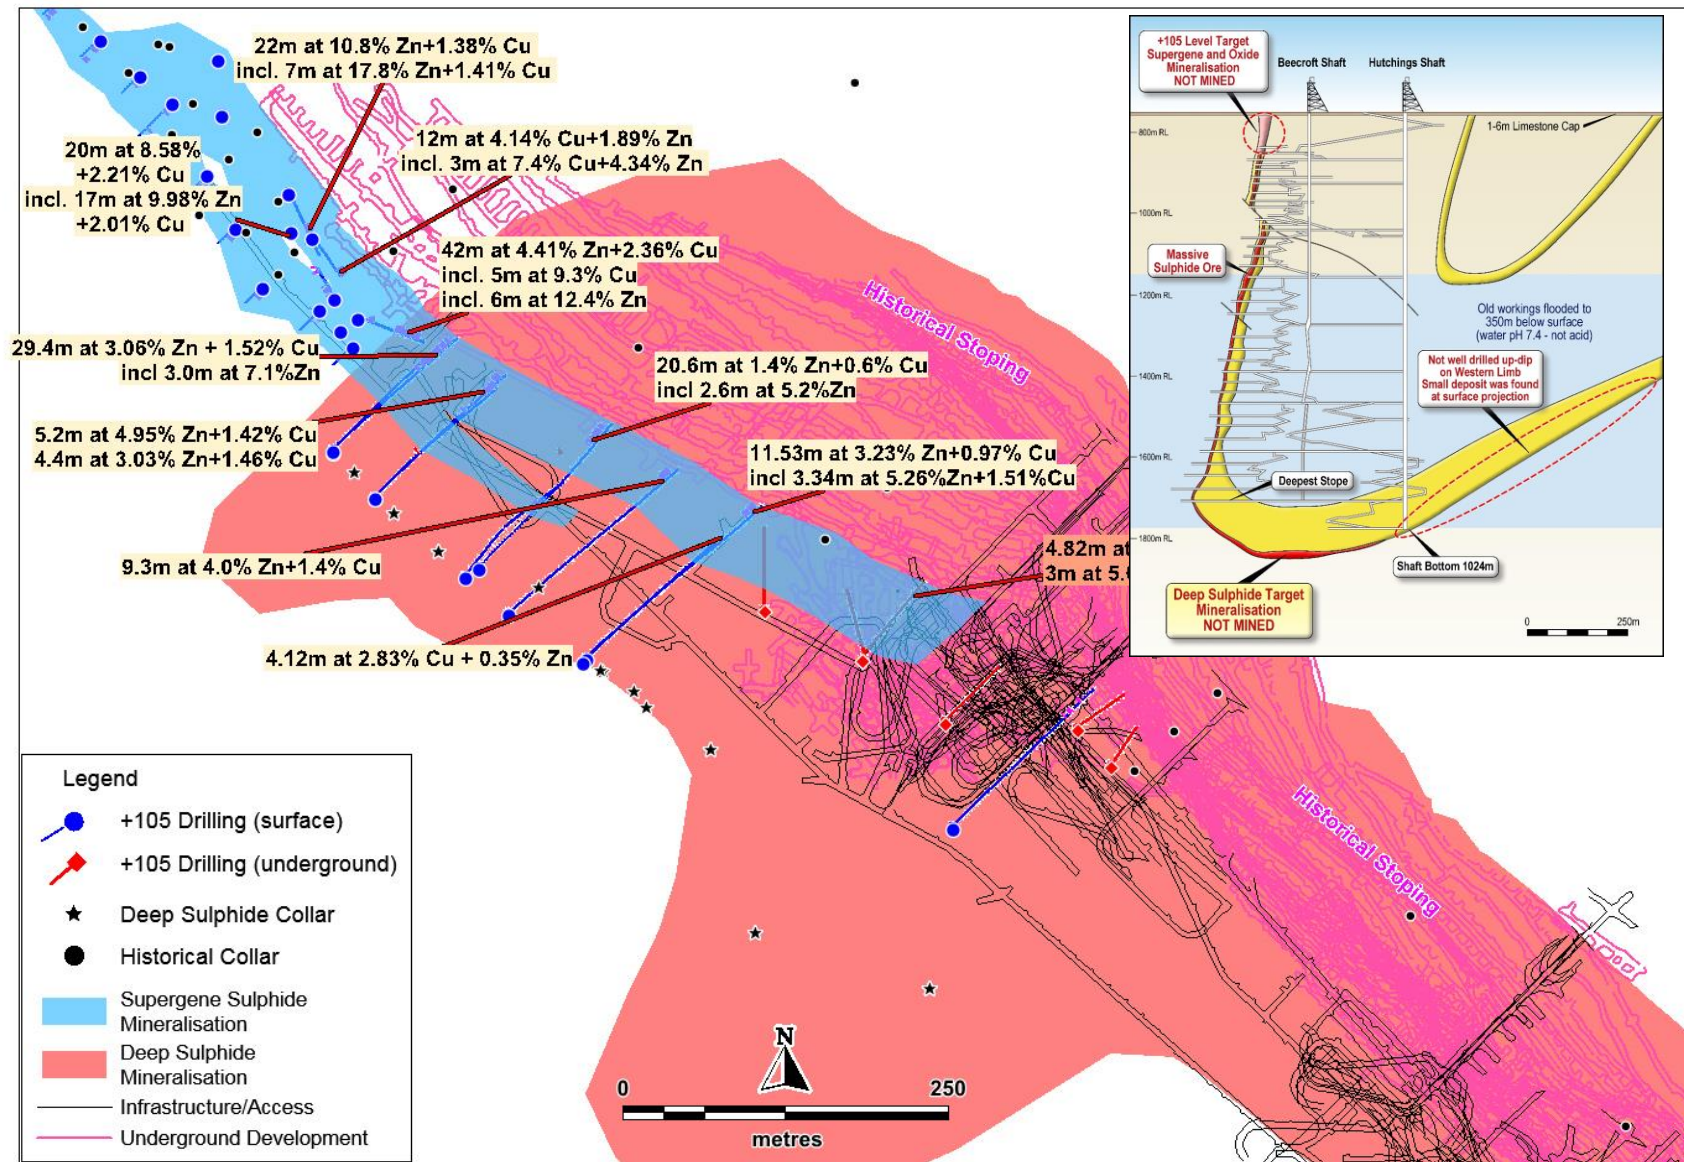 22m at 10.8% Zn+1.38% Cu
incl. 7m at 17.8% Zn+1.41% Cu
12m at 4.14% Cu+1.89% Zn
incl. 3m at 7.4% Cu+4.34% Zn
20m at 8.58%
+2.21% Cu
incl. 17m at 9.98% Zn
+2.01% Cu
42m at 4.41% Zn+2.36% Cu
incl. 5m at 9.3% Cu
incl. 6m at 12.4% Zn
29.4m at 3.06% Zn + 1.52% Cu
incl 3.0m at 7.1%Zn
20.6m at 1.4% Zn+0.6% Cu
incl 2.6m at 5.2%Zn
5.2m at 4.95% Zn+1.42% Cu
4.4m at 3.03% Zn+1.46% Cu
11.53m at 3.23% Zn+0.97% Cu
incl 3.34m at 5.26%Zn+1.51%Cu
9.3m at 4.0% Zn+1.4% Cu
4.82m at
3m at 5.
4.12m at 2.83% Cu + 0.35% Zn
Historical Stoping
Historical Stoping
+105 Level Target
Supergene and Oxide
Mineralisation
NOT MINED
Beecroft Shaft
Hutchings Shaft
800m RL
1-6m Limestone Cap
1000m RL
Massive
Sulphide Ore
1200m RL
Old workings flooded to
350m below surface
(water pH 7.4 - not acid)
Not well drilled up-dip
on Western Limb
Small deposit was found
at surface projection
1400m RL
1600m RL
Deepest Stope
1800m RL
Shaft Bottom 1024m
Deep Sulphide Target
Mineralisation
NOT MINED
0 250m
Legend
+105 Drilling (surface)
+105 Drilling (underground)
Deep Sulphide Collar
Historical Collar
Supergene Sulphide
Mineralisation
Deep Sulphide
Mineralisation
Infrastructure/Access
Underground Development
N
0 250
metres